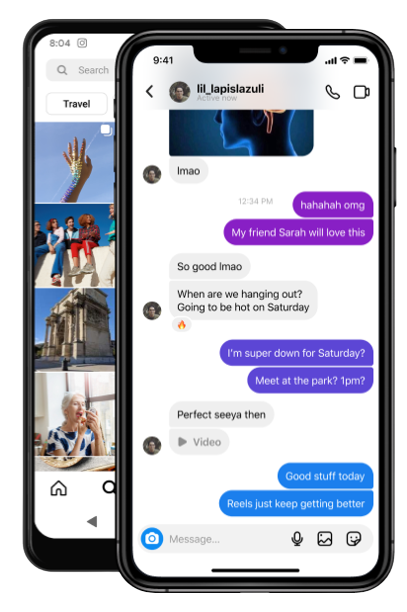 8:04
Search
Travel
9:41
lil_lapislazuli
Active now
lmao
12:34 PM
hahahah omg
My friend Sarah will love this
So good lmao
When are we hanging out?
Going to be hot on Saturday
I'm super down for Saturday?
Meet at the park? 1pm?
Perfect seeya then
Video
Good stuff today
Reels just keep getting better
Message...